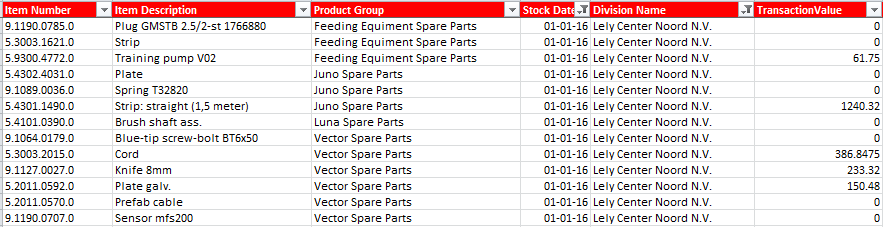 Item Number Item Description Product Group Stock Date Division Name TransactionValue
9.1190.0785.0 Plug GMSTB 2.5/2-st 1766880 Feeding Equiment Spare Parts 01-01-16 Lely Center Noord N.V. 0
5.3003.1621.0 Strip Feeding Equiment Spare Parts 01-01-16 Lely Center Noord N.V. 0
5.9300.4772.0 Training pump V02 Feeding Equiment Spare Parts 01-01-16 Lely Center Noord N.V. 61.75
5.4302.4031.0 Plate Juno Spare Parts 01-01-16 Lely Center Noord N.V. 0
9.1089.0036.0 Spring T32820 Juno Spare Parts 01-01-16 Lely Center Noord N.V. 0
5.4301.1490.0 Strip: straight (1,5 meter) Juno Spare Parts 01-01-16 Lely Center Noord N.V. 1240.32
5.4101.0390.0 Brush shaft ass. Luna Spare Parts 01-01-16 Lely Center Noord N.V. 0
9.1064.0179.0 Blue-tip screw-bolt BT6x50 Vector Spare Parts 01-01-16 Lely Center Noord N.V. 0
5.3003.2015.0 Cord Vector Spare Parts 01-01-16 Lely Center Noord N.V. 386.8475
9.1127.0027.0 Knife 8mm Vector Spare Parts 01-01-16 Lely Center Noord N.V. 233.32
5.2011.0592.0 Plate galv. Vector Spare Parts 01-01-16 Lely Center Noord N.V. 150.48
5.2011.0570.0 Prefab cable Vector Spare Parts 01-01-16 Lely Center Noord N.V. 0
9.1190.0707.0 Sensor mfs200 Vector Spare Parts 01-01-16 Lely Center Noord N.V. 0